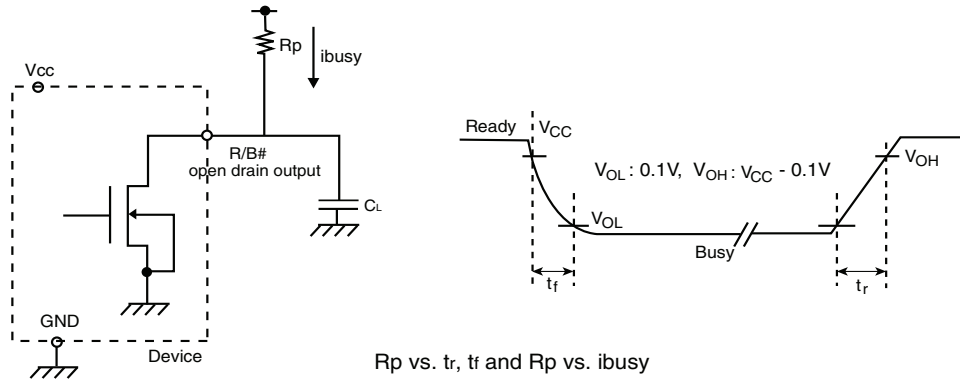 Rp
ibusy
Vcc
R/B#
open drain output
CL
GND
Device
Ready
VCC
VOL : 0.1V, VOH : VCC - 0.1V
VOH
VOL
Busy
tf
tr
Rp vs. tr, tf and Rp vs. ibusy